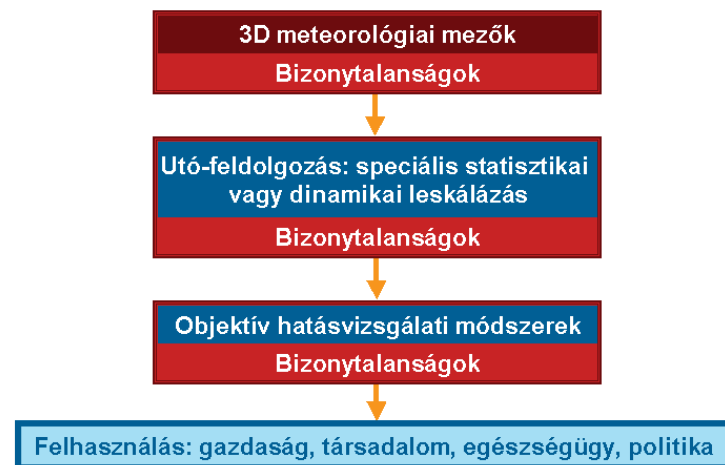 3D meteorológiai mezők
Bizonytalanságok
Utó-feldolgozás: speciális statisztikai
vagy dinamikai leskálázás
Bizonytalanságok
Objektív hatásvizsgálati módszerek
Bizonytalanságok
Felhasználás: gazdaság, társadalom, egészségügy, politika